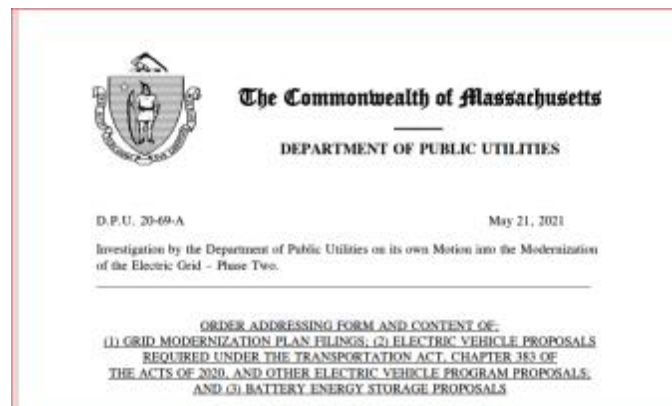 The Commonwealth of Massachusetts
DEPARTMENT OF PUBLIC UTILITIES
D.P.U. 20-69-A May 21, 2021
Investigation by the Department of Public Utilities on its own Motion into the Modernization
of the Electric Grid – Phase Two.
ORDER ADDRESSING FORM AND CONTENT OF:
(1) GRID MODERNIZATION PLAN FILINGS; (2) ELECTRIC VEHICLE PROPOSALS
REQUIRED UNDER THE TRANSPORTATION ACT, CHAPTER 383 OF
THE ACTS OF 2020, AND OTHER ELECTRIC VEHICLE PROGRAM PROPOSALS;
AND (3) BATTERY ENERGY STORAGE PROPOSALS